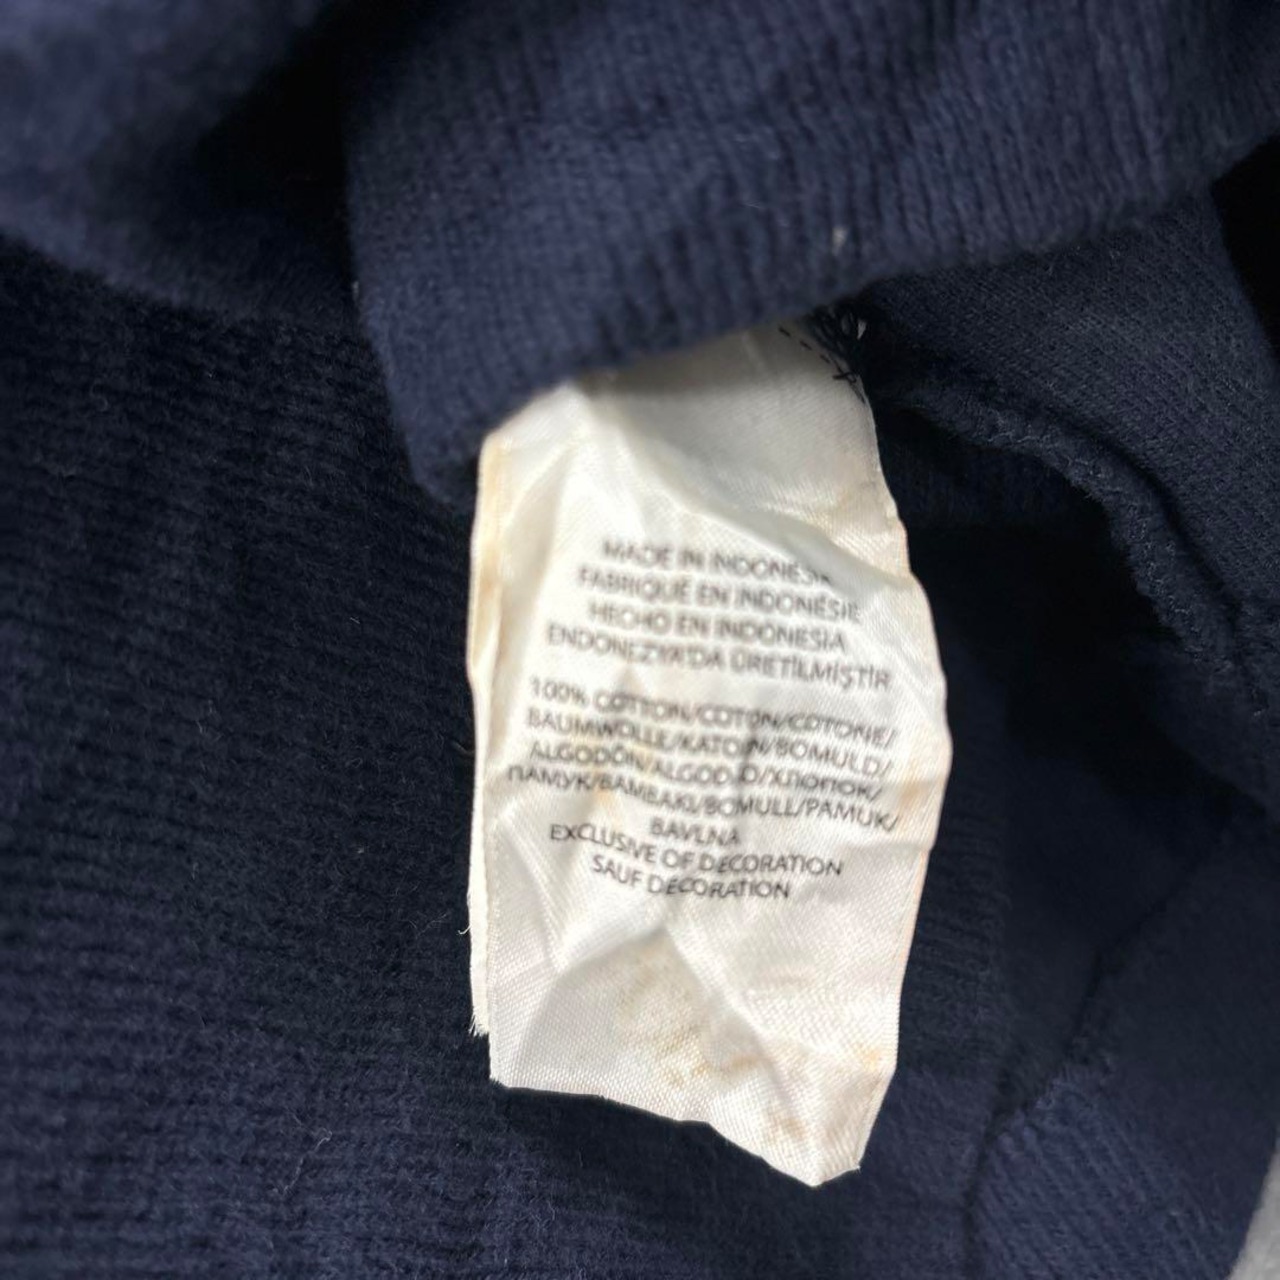 MADE IN INDONESIA
FABRIQUÉ EN INDONÉSIE
HECHO EN INDONESIA
ENDONEZYA'DA ÜRETİLMİŞTİR
100% COTTON/COTON/COTONE/
BAUMWOLLE/KATOEN/BOMULD/
ALGODÓN/ALGODÃO/ХЛОПОК/
ПАМУК/BAMBAKI/BOMULL/PAMUK/
BAVLNA
EXCLUSIVE OF DECORATION
SAUF DÉCORATION